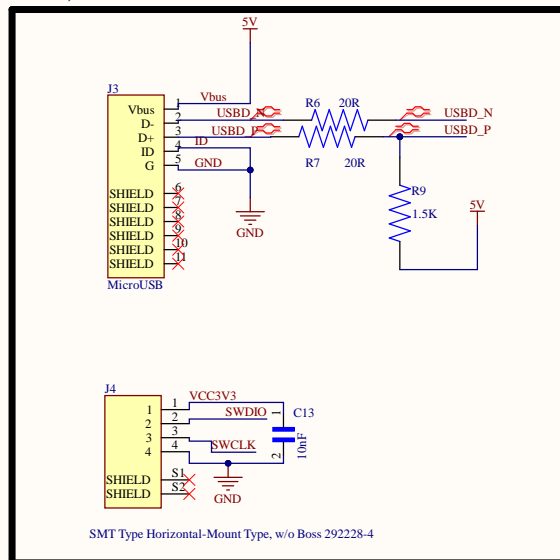 5V
J3
Vbus
1 Vbus
D- 2 USBD_N R6 20R USBD_N
D+ 3 USBD_P USBD_P
ID 4 ID
G 5 GND R7 20R
SHIELD 6
SHIELD 7
SHIELD 8
SHIELD 9
SHIELD 10
SHIELD 11
R9
1.5K
5V
GND
MicroUSB
J4
1 1 VCC3V3
2 2 SWDIO
3 3 SWCLK
4 4
C13
1
10nF
2
SHIELD S1
SHIELD S2
GND
SMT Type Horizontal-Mount Type, w/o Boss 292228-4